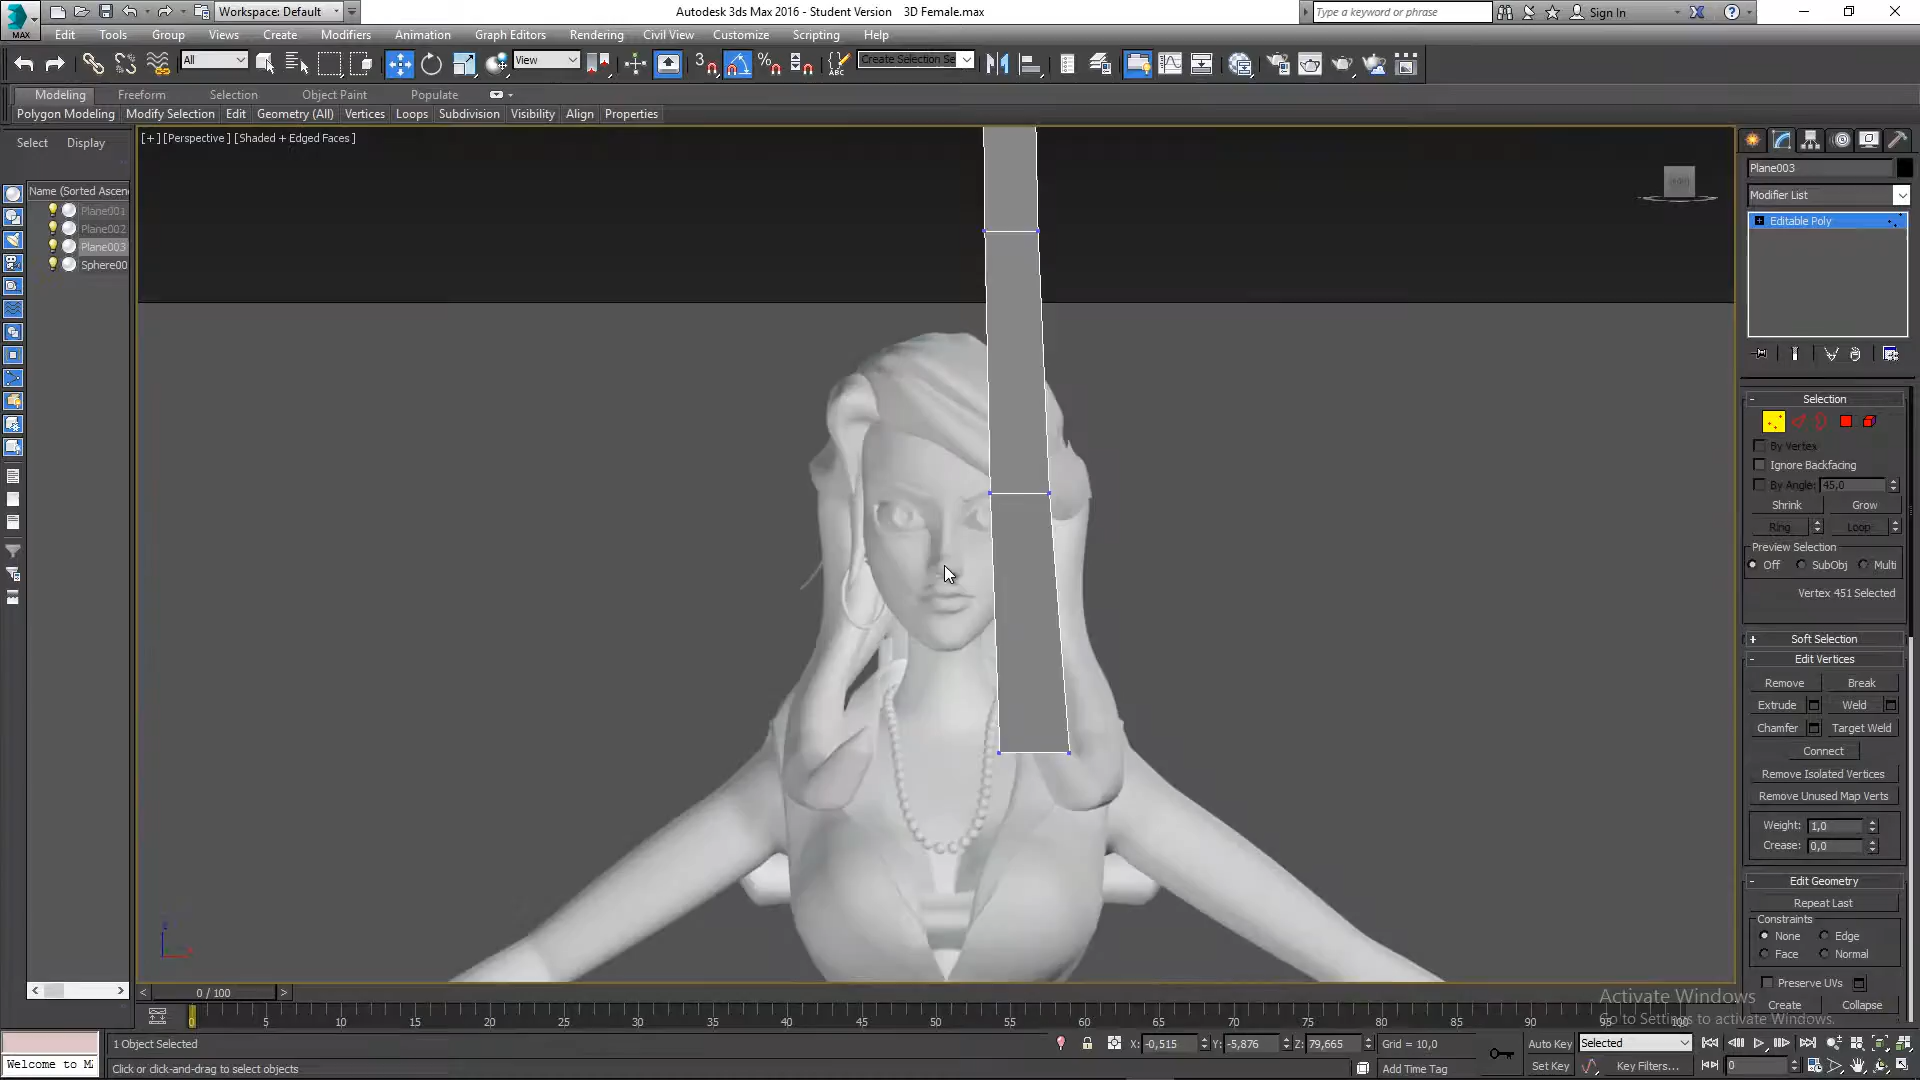 Workspace: Default
Autodesk 3ds Max 2016 - Student Version   3D Female.max
Type a keyword or phrase
Sign In
MAX
Edit Tools Group Views Create Modifiers Animation Graph Editors Rendering Civil View Customize Scripting Help
All
View
3
Create Selection Se
Modeling Freeform Selection Object Paint Populate
Polygon Modeling Modify Selection Edit Geometry (All) Vertices Loops Subdivision Visibility Align Properties
Select Display
[+] [Perspective] [Shaded + Edged Faces]
Name (Sorted Ascen
Plane001
Plane002
Plane003
Sphere00
Plane003
Modifier List
Editable Poly
Selection
By Vertex
Ignore Backfacing
By Angle: 45,0
Shrink Grow
Ring Loop
Preview Selection
Off SubObj Multi
Vertex 451 Selected
Soft Selection
Edit Vertices
Remove Break
Extrude Weld
Chamfer Target Weld
Connect
Remove Isolated Vertices
Remove Unused Map Verts
Weight: 1,0
Crease: 0,0
Edit Geometry
Repeat Last
Constraints
None Edge
Face Normal
Preserve UVs
Create Collapse
Activate Windows
Go to Settings to activate Windows.
0 / 100
0 5 10 15 20 25 30 35 40 45 50 55 60 65 70 75 80 85 90 95 100
1 Object Selected
X: -0,515 Y: -5,876 Z: 79,665 Grid = 10,0
Auto Key Selected
Welcome to M
Click or click-and-drag to select objects
Add Time Tag
Set Key Key Filters... 0